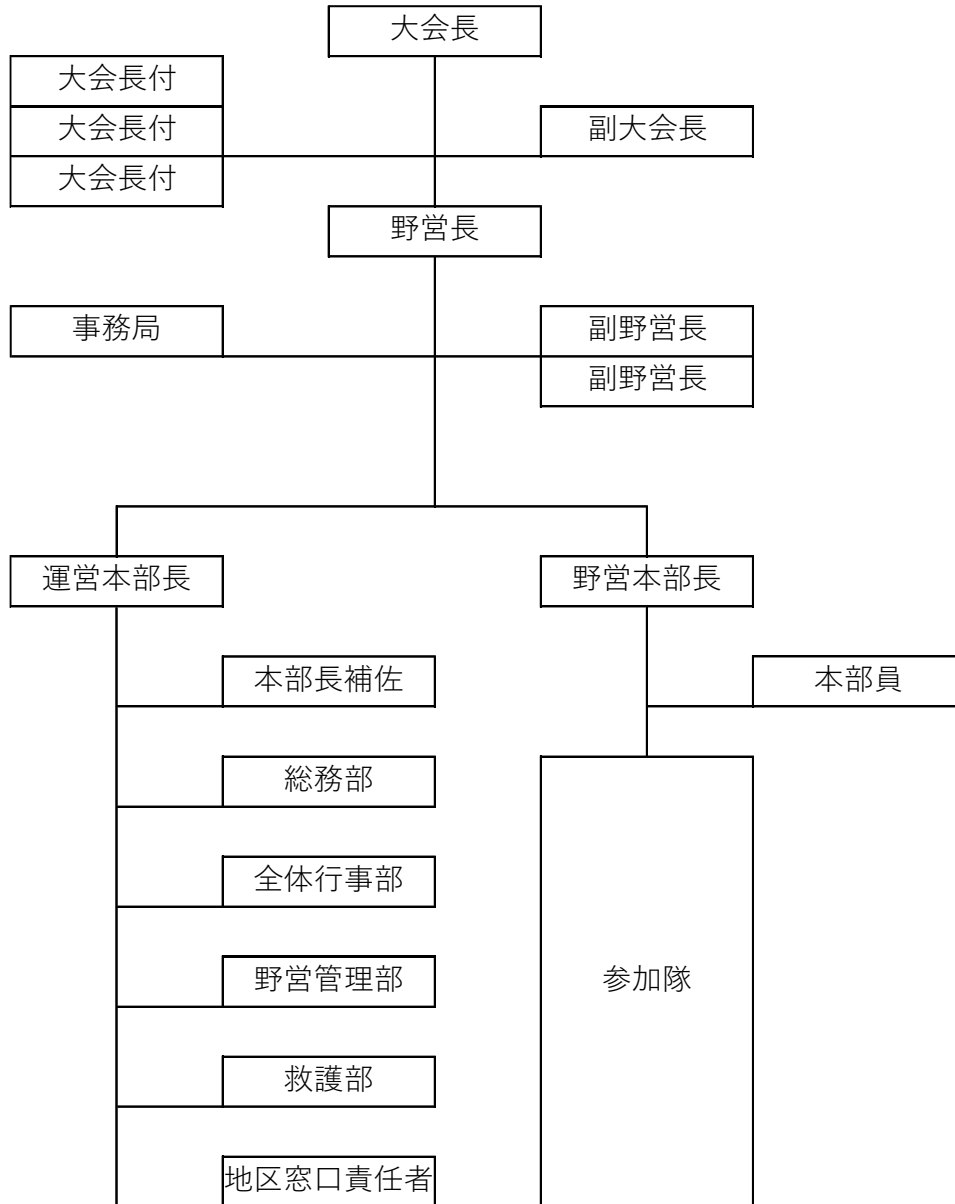 大会長
大会長付
大会長付
副大会長
大会長付
野営長
事務局
副野営長
副野営長
運営本部長
野営本部長
本部長補佐
本部員
総務部
全体行事部
野営管理部
参加隊
救護部
地区窓口責任者